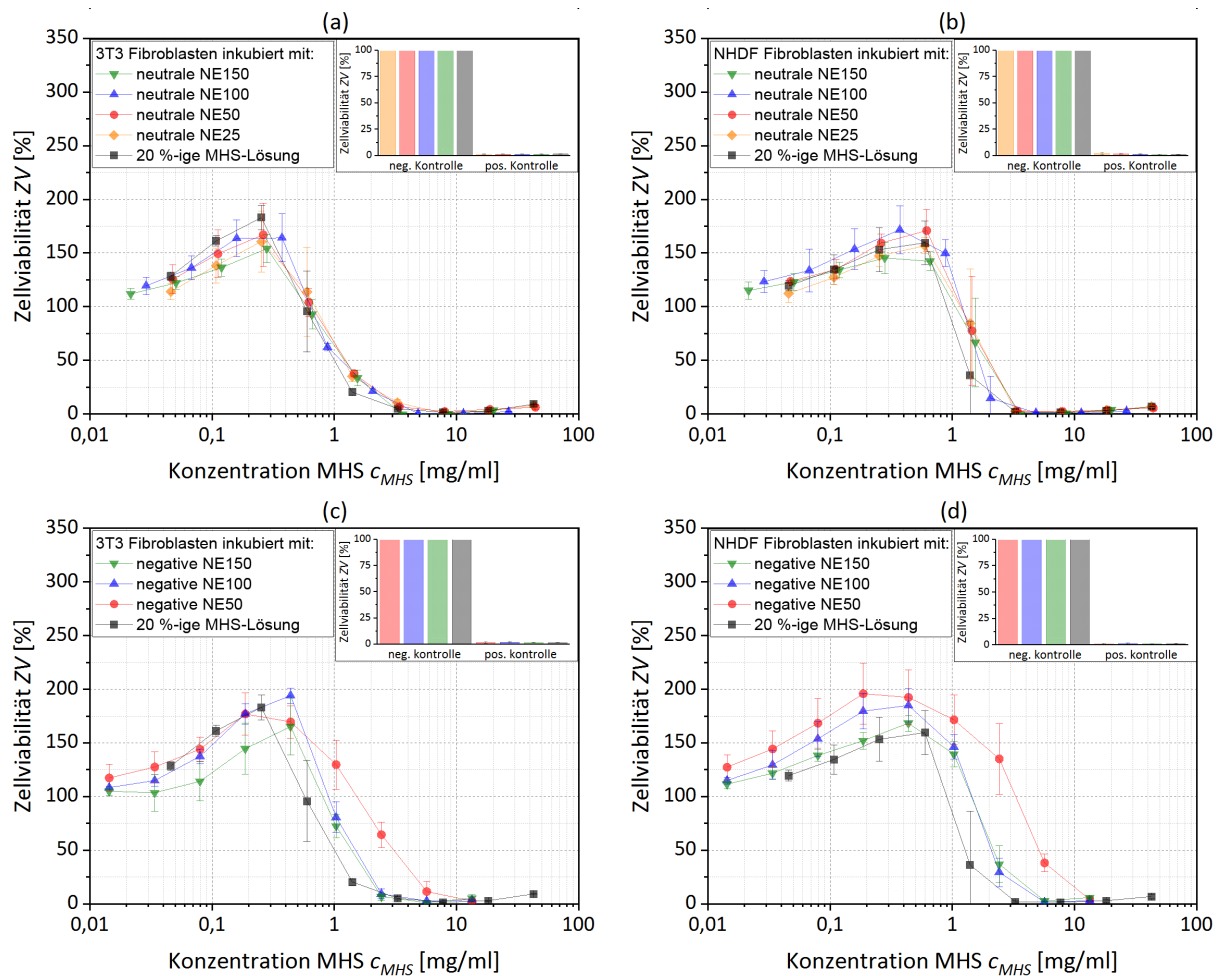 (a)
350
300
250
200
150
100
50
0
Zellviabilität ZV [%]
3T3 Fibroblasten inkubiert mit:
neutrale NE150
neutrale NE100
neutrale NE50
neutrale NE25
20 %-ige MHS-Lösung
Zellviabilität ZV [%]
100
75
50
25
0
neg. Kontrolle pos. Kontrolle
0,01 0,1 1 10 100
Konzentration MHS cMHS [mg/ml]
(b)
350
300
250
200
150
100
50
0
Zellviabilität ZV [%]
NHDF Fibroblasten inkubiert mit:
neutrale NE150
neutrale NE100
neutrale NE50
neutrale NE25
20 %-ige MHS-Lösung
Zellviabilität ZV [%]
100
75
50
25
0
neg. Kontrolle pos. Kontrolle
0,01 0,1 1 10 100
Konzentration MHS cMHS [mg/ml]
(c)
350
300
250
200
150
100
50
0
Zellviabilität ZV [%]
3T3 Fibroblasten inkubiert mit:
negative NE150
negative NE100
negative NE50
20 %-ige MHS-Lösung
Zellviabilität ZV [%]
100
75
50
25
0
neg. kontrolle pos. kontrolle
0,01 0,1 1 10 100
Konzentration MHS cMHS [mg/ml]
(d)
350
300
250
200
150
100
50
0
Zellviabilität ZV [%]
NHDF Fibroblasten inkubiert mit:
negative NE150
negative NE100
negative NE50
20 %-ige MHS-Lösung
Zellviabilität ZV [%]
100
75
50
25
0
neg. kontrolle pos. kontrolle
0,01 0,1 1 10 100
Konzentration MHS cMHS [mg/ml]